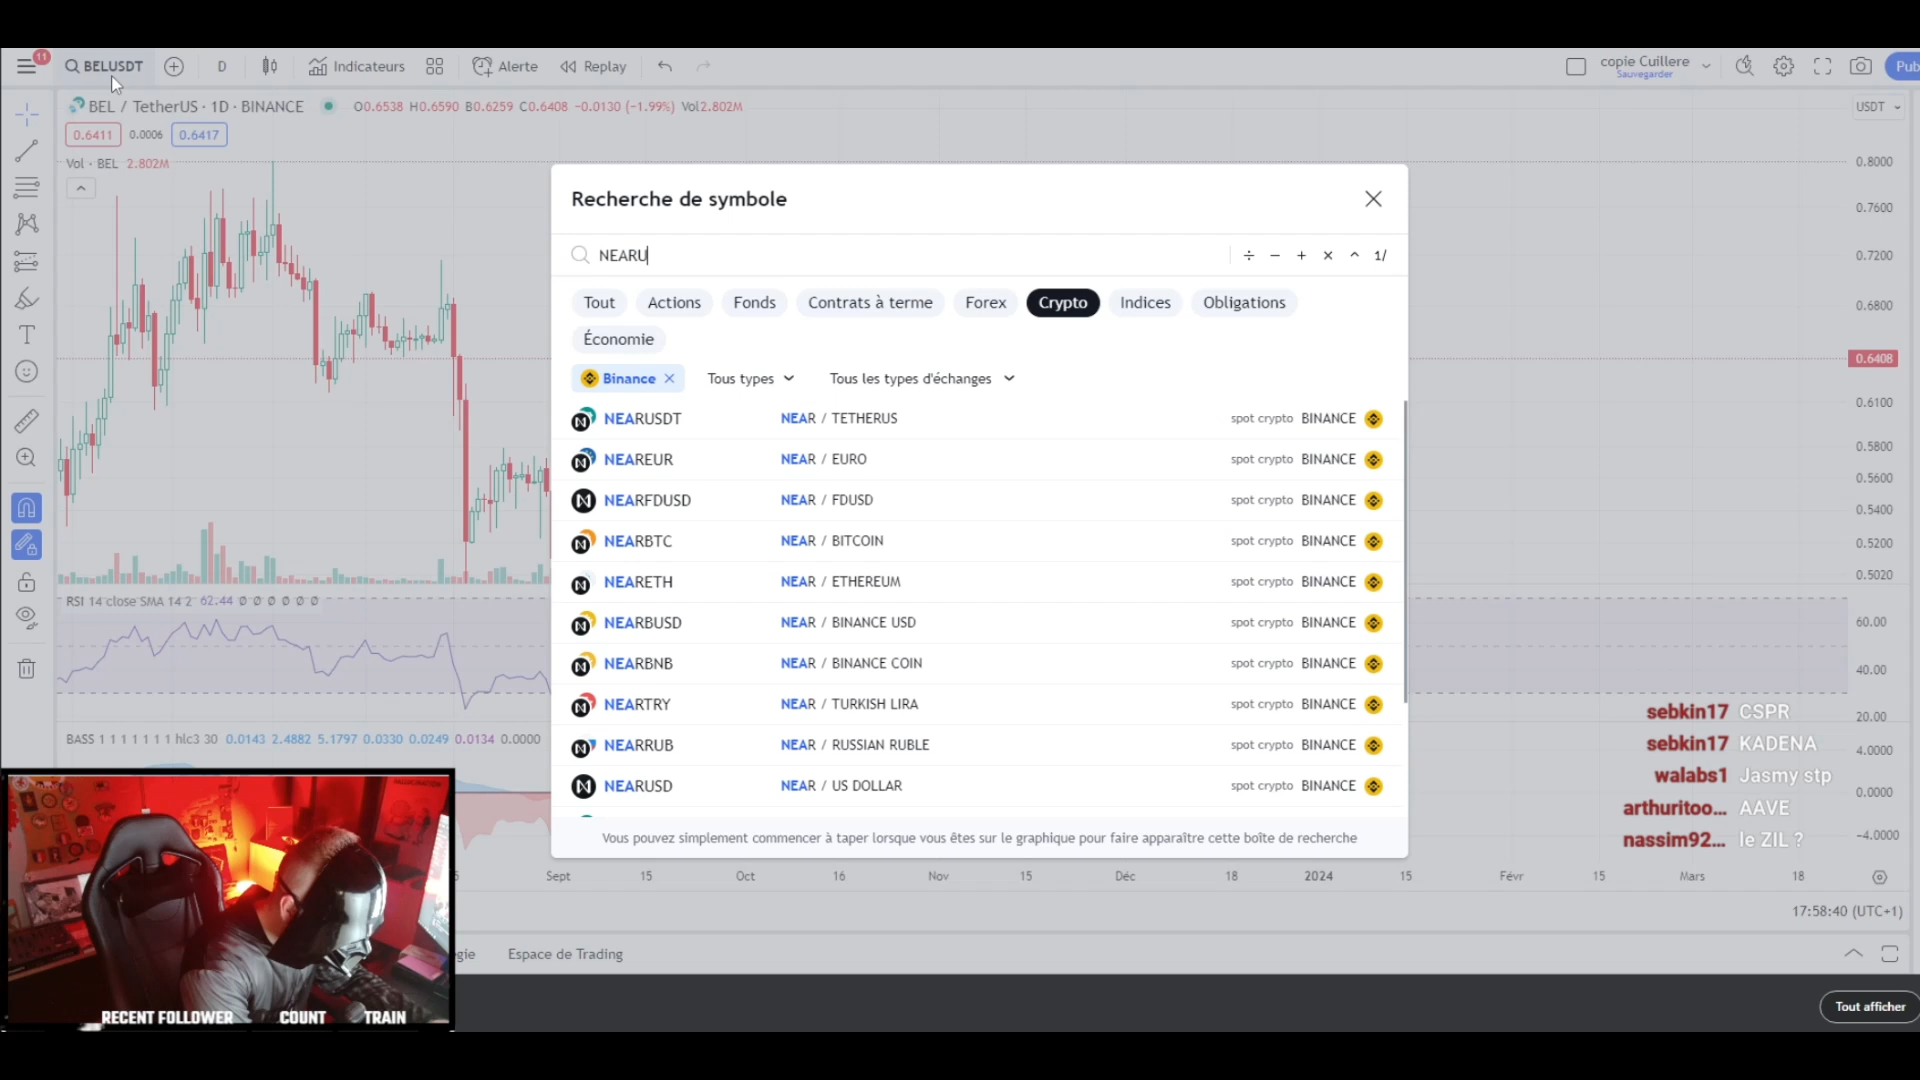 11
BELUSDT
D
Indicateurs
Alerte
Replay
copie Cuillere
Sauvegarder
Pub
BEL / TetherUS · 1D · BINANCE
O0.6538 H0.6590 B0.6259 C0.6408 −0.0130 (−1.99%) Vol2.802M
USDT
0.6411
0.0006
0.6417
Vol · BEL 2.802M
0.8000
0.7600
0.7200
0.6800
0.6408
0.6100
0.5800
0.5600
0.5400
0.5200
0.5020
Recherche de symbole
NEARU
÷ − + × ^ 1/
Tout
Actions
Fonds
Contrats à terme
Forex
Crypto
Indices
Obligations
Économie
Binance
Tous types
Tous les types d'échanges
NEARUSDT NEAR / TETHERUS spot crypto BINANCE
NEAREUR NEAR / EURO spot crypto BINANCE
NEARFDUSD NEAR / FDUSD spot crypto BINANCE
NEARBTC NEAR / BITCOIN spot crypto BINANCE
NEARETH NEAR / ETHEREUM spot crypto BINANCE
NEARBUSD NEAR / BINANCE USD spot crypto BINANCE
NEARBNB NEAR / BINANCE COIN spot crypto BINANCE
NEARTRY NEAR / TURKISH LIRA spot crypto BINANCE
NEARRUB NEAR / RUSSIAN RUBLE spot crypto BINANCE
NEARUSD NEAR / US DOLLAR spot crypto BINANCE
Vous pouvez simplement commencer à taper lorsque vous êtes sur le graphique pour faire apparaître cette boîte de recherche
RSI 14 close SMA 14 2 62.44 Ø Ø Ø Ø Ø Ø
60.00
40.00
20.00
BASS 1 1 1 1 1 1 1 hlc3 30 0.0143 2.4882 5.1797 0.0330 0.0249 0.0134 0.0000
4.0000
0.0000
−4.0000
sebkin17 CSPR
sebkin17 KADENA
walabs1 Jasmy stp
arthuritoo... AAVE
nassim92... le ZIL ?
Sept 15 Oct 16 Nov 15 Déc 18 2024 15 Févr 15 Mars 18
17:58:40 (UTC+1)
gie
Espace de Trading
Tout afficher
RECENT FOLLOWER COUNT TRAIN